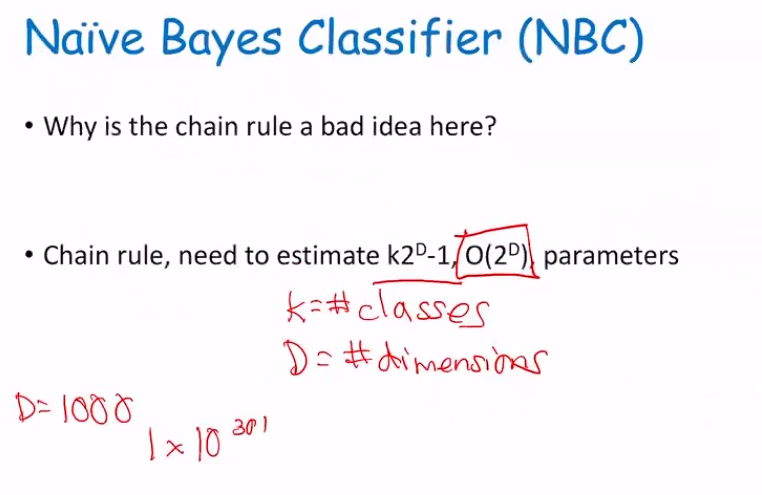 Naïve Bayes Classifier (NBC)
• Why is the chain rule a bad idea here?
• Chain rule, need to estimate k2ᴰ-1, O(2ᴰ), parameters
k=#classes
D=#dimensions
D=1000
1×10³⁰¹